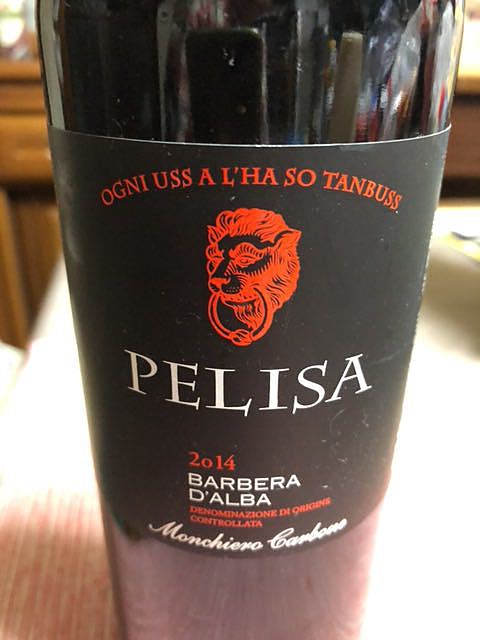 OGNI USS A L'HA SO TANBUSS
PELISA
2014
BARBERA
D'ALBA
DENOMINAZIONE DI ORIGINE
CONTROLLATA
Monchiero Carbone